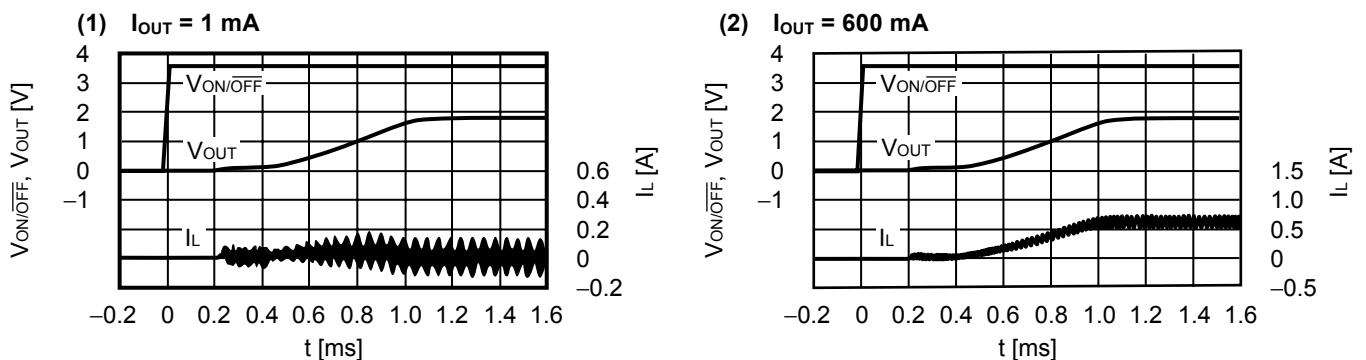 (1) IOUT = 1 mA
4
3
2
1
0
−1
VON/OFF, VOUT [V]
VON/OFF
VOUT
IL
0.6
0.4
0.2
0
−0.2
IL [A]
−0.2 0 0.2 0.4 0.6 0.8 1.0 1.2 1.4 1.6
t [ms]
(2) IOUT = 600 mA
4
3
2
1
0
−1
VON/OFF, VOUT [V]
VON/OFF
VOUT
IL
1.5
1.0
0.5
0
−0.5
IL [A]
−0.2 0 0.2 0.4 0.6 0.8 1.0 1.2 1.4 1.6
t [ms]